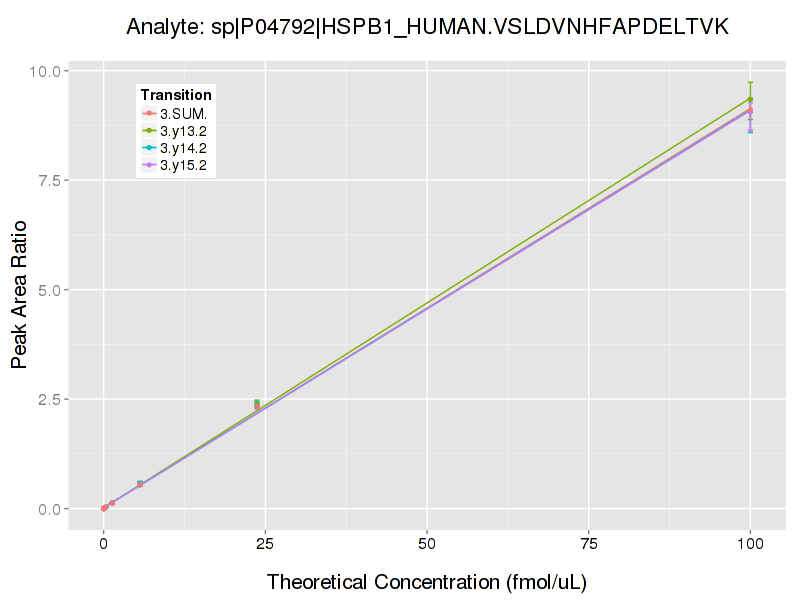 Analyte: sp|P04792|HSPB1_HUMAN.VSLDVNHFAPDELTVK
Peak Area Ratio
10.0
7.5
5.0
2.5
0.0
Transition
3.SUM.
3.y13.2
3.y14.2
3.y15.2
0 25 50 75 100
Theoretical Concentration (fmol/uL)